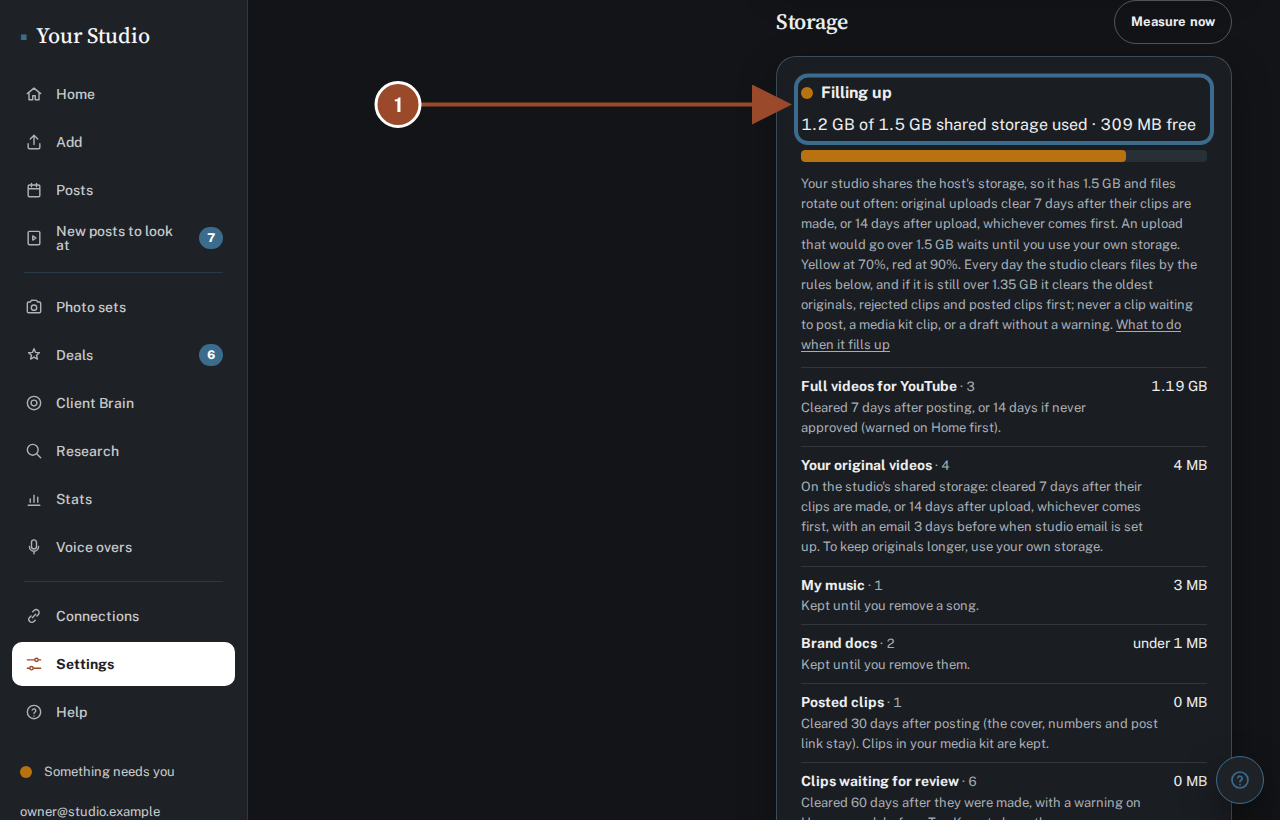 Your Studio
Home
Add
Posts
New posts to look
at
7
Photo sets
Deals
6
Client Brain
Research
Stats
Voice overs
Connections
Settings
Help
Something needs you
owner@studio.example
1
Storage
Measure now
Filling up
1.2 GB of 1.5 GB shared storage used · 309 MB free
Your studio shares the host's storage, so it has 1.5 GB and files
rotate out often: original uploads clear 7 days after their clips are
made, or 14 days after upload, whichever comes first. An upload
that would go over 1.5 GB waits until you use your own storage.
Yellow at 70%, red at 90%. Every day the studio clears files by the
rules below, and if it is still over 1.35 GB it clears the oldest
originals, rejected clips and posted clips first; never a clip waiting
to post, a media kit clip, or a draft without a warning. What to do
when it fills up
Full videos for YouTube · 3
1.19 GB
Cleared 7 days after posting, or 14 days if never
approved (warned on Home first).
Your original videos · 4
4 MB
On the studio's shared storage: cleared 7 days after their
clips are made, or 14 days after upload, whichever comes
first, with an email 3 days before when studio email is set
up. To keep originals longer, use your own storage.
My music · 1
3 MB
Kept until you remove a song.
Brand docs · 2
under 1 MB
Kept until you remove them.
Posted clips · 1
0 MB
Cleared 30 days after posting (the cover, numbers and post
link stay). Clips in your media kit are kept.
Clips waiting for review · 6
0 MB
Cleared 60 days after they were made, with a warning on